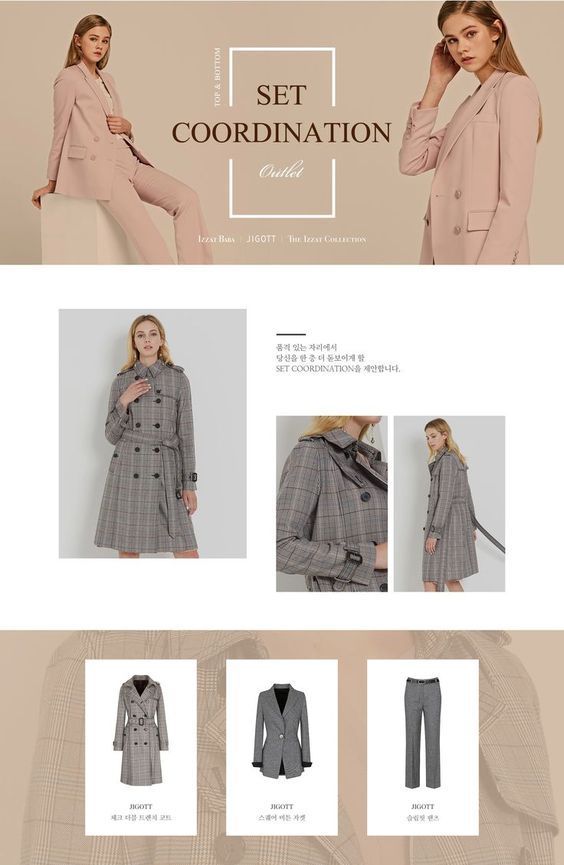 TOP & BOTTOM
SET
COORDINATION
Outlet
IZZAT BABA | JIGOTT | THE IZZAT COLLECTION
품격 있는 자리에서
당신을 한 층 더 돋보이게 할
SET COORDINATION을 제안합니다.
JIGOTT
체크 더블 트렌치 코트
JIGOTT
스퀘어 버튼 자켓
JIGOTT
슬림핏 팬츠